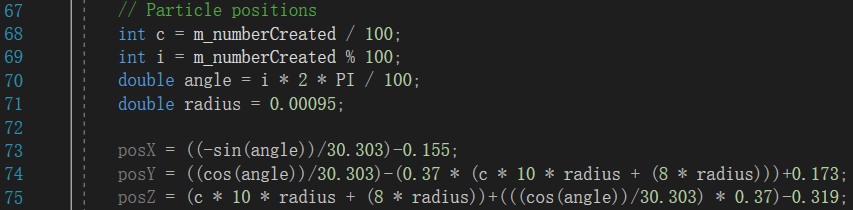 67 // Particle positions
68 int c = m_numberCreated / 100;
69 int i = m_numberCreated % 100;
70 double angle = i * 2 * PI / 100;
71 double radius = 0.00095;
72
73 posX = ((-sin(angle))/30.303)-0.155;
74 posY = ((cos(angle))/30.303)-(0.37 * (c * 10 * radius + (8 * radius)))+0.173;
75 posZ = (c * 10 * radius + (8 * radius))+(((cos(angle))/30.303) * 0.37)-0.319;